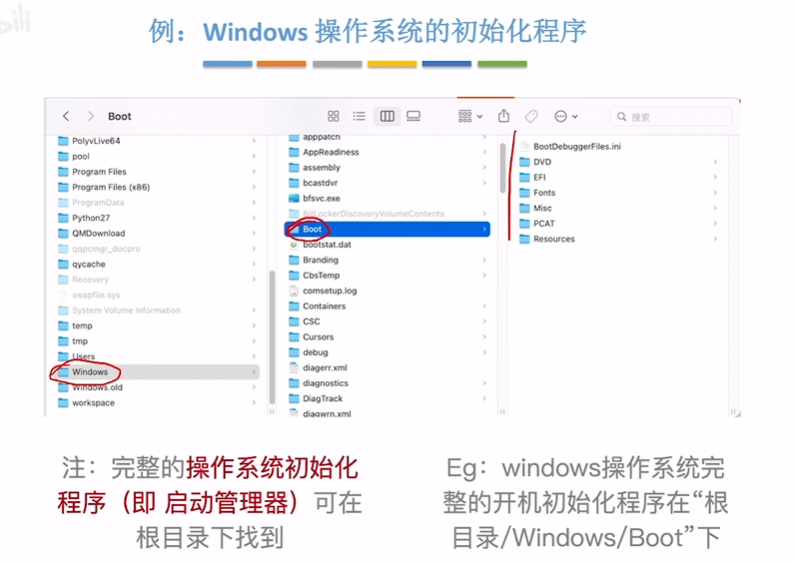 例：Windows 操作系统的初始化程序
Boot
搜索
PolyvLive64
pool
Program Files
Program Files (x86)
ProgramData
Python27
QMDownload
qqpcmgr_docpro
qycache
Recovery
swapfile.sys
System Volume Information
temp
tmp
Users
Windows
Windows.old
workspace
apppatch
AppReadiness
assembly
bcastdvr
bfsvc.exe
BitLockerDiscoveryVolumeContents
Boot
bootstat.dat
Branding
CbsTemp
comsetup.log
Containers
CSC
Cursors
debug
diagerr.xml
diagnostics
DiagTrack
diagwrn.xml
BootDebuggerFiles.ini
DVD
EFI
Fonts
Misc
PCAT
Resources
注：完整的操作系统初始化
程序（即 启动管理器）可在
根目录下找到
Eg：windows操作系统完
整的开机初始化程序在“根
目录/Windows/Boot”下